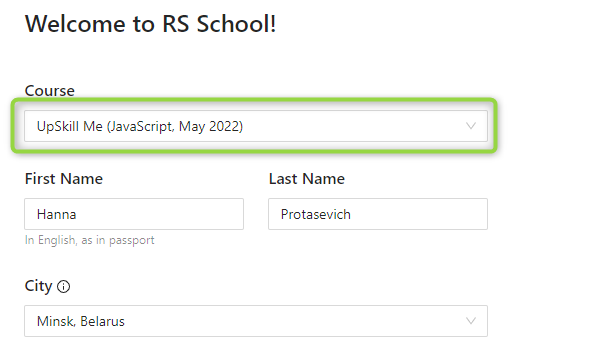 Welcome to RS School!
Course
UpSkill Me (JavaScript, May 2022)
First Name Last Name
Hanna Protasevich
In English, as in passport
City
Minsk, Belarus